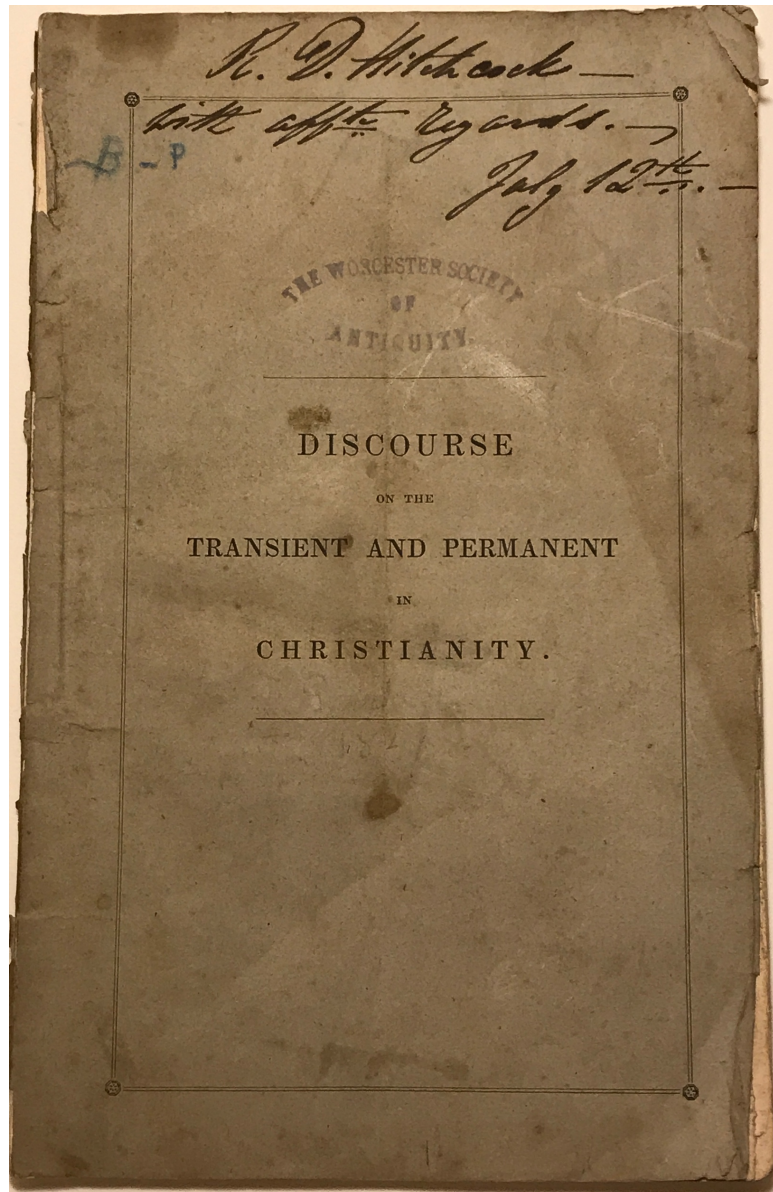 R. D. Hitchcock —
with affte regards. —
July 12th. —
B - P
THE WORCESTER SOCIETY
OF
ANTIQUITY.
DISCOURSE
ON THE
TRANSIENT AND PERMANENT
IN
CHRISTIANITY.